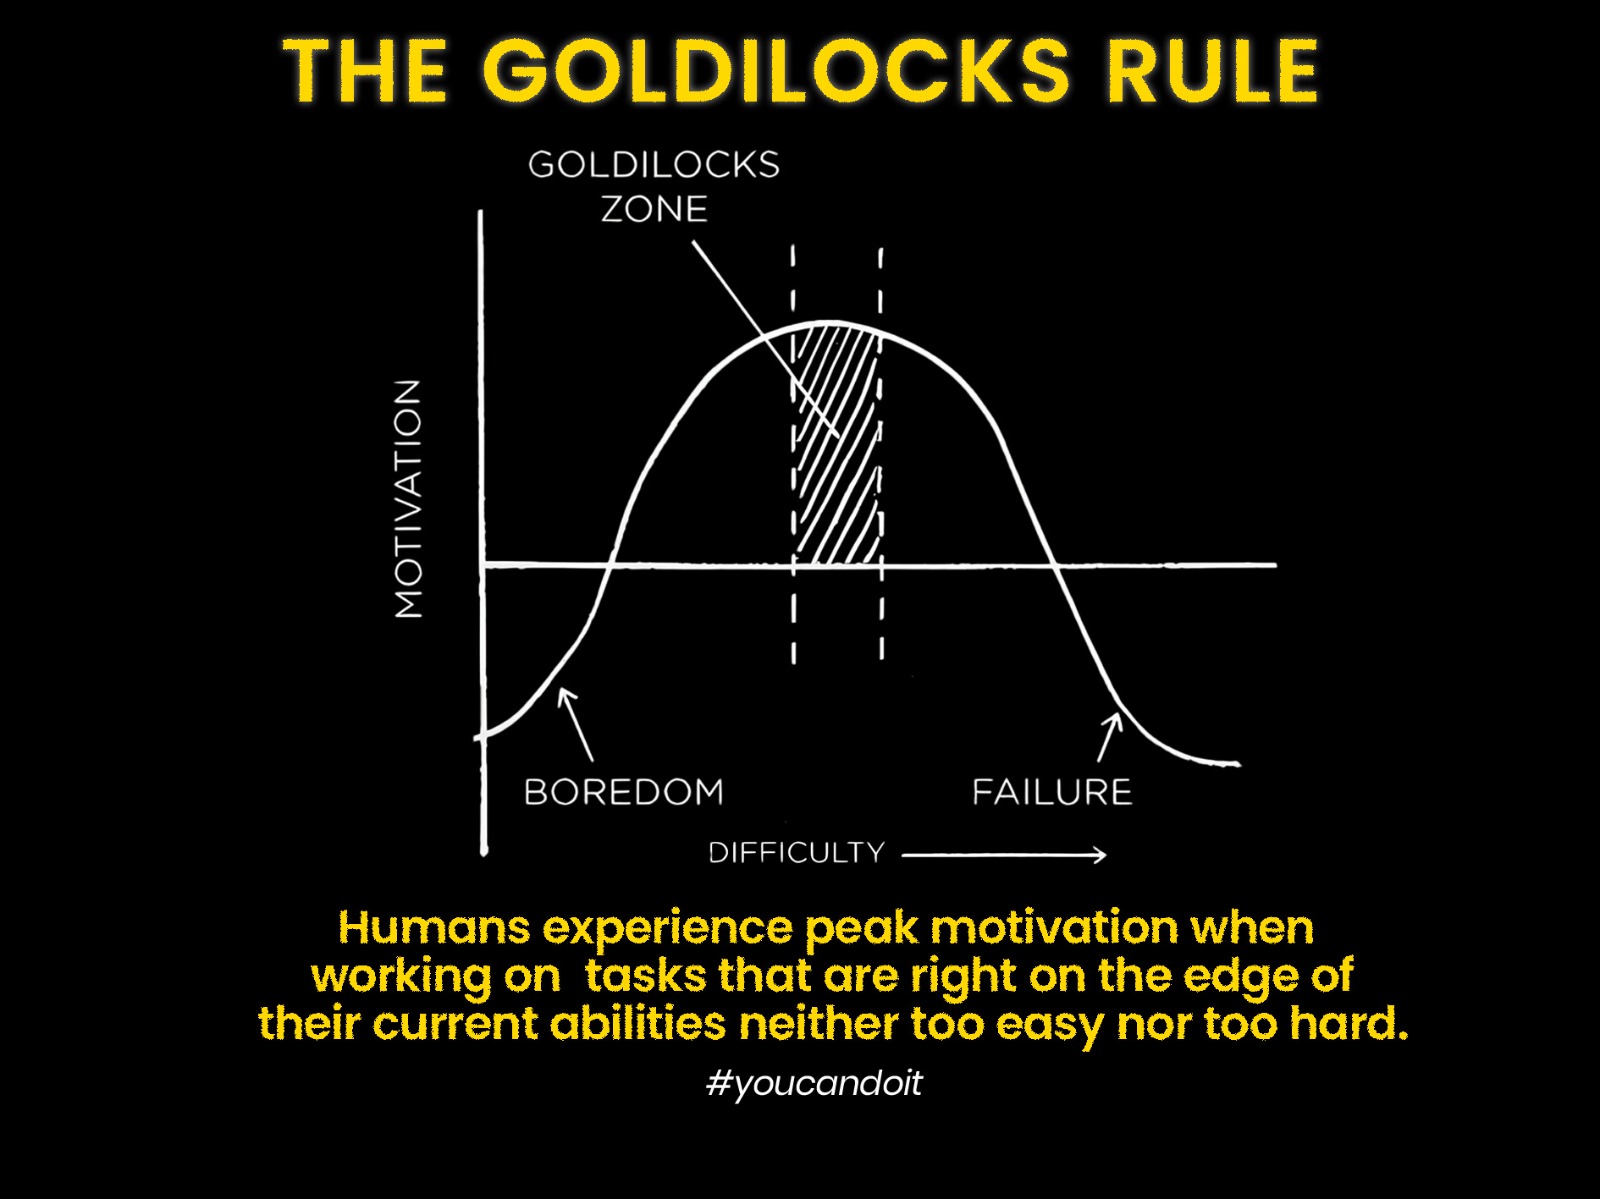 THE GOLDILOCKS RULE
GOLDILOCKS
ZONE
MOTIVATION
BOREDOM
FAILURE
DIFFICULTY
Humans experience peak motivation when
working on tasks that are right on the edge of
their current abilities neither too easy nor too hard.
#youcandoit